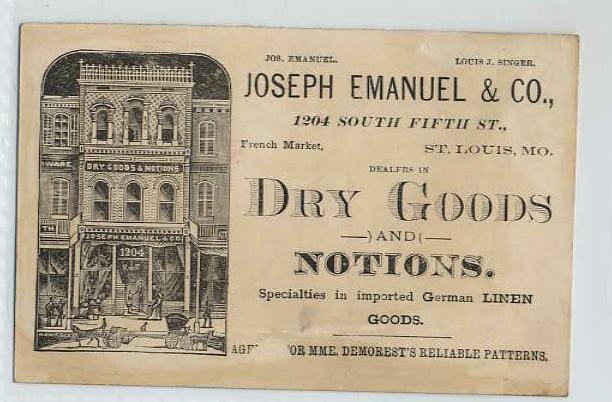 JOS. EMANUEL. LOUIS J. SINGER.
JOSEPH EMANUEL & CO.,
1204 SOUTH FIFTH ST.,
French Market, ST. LOUIS, MO.
DEALERS IN
DRY GOODS
AND
NOTIONS.
Specialties in imported German LINEN
GOODS.
MME. DEMOREST'S RELIABLE PATTERNS.
WARE
DRY GOODS & NOTIONS
TH
JOSEPH EMANUEL & CO.
1204